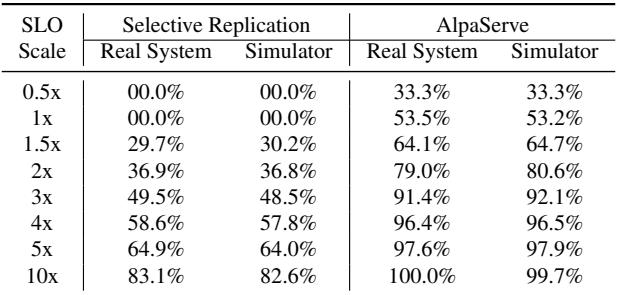 SLO Selective Replication AlpaServe
Scale Real System Simulator Real System Simulator
0.5x 00.0% 00.0% 33.3% 33.3%
1x 00.0% 00.0% 53.5% 53.2%
1.5x 29.7% 30.2% 64.1% 64.7%
2x 36.9% 36.8% 79.0% 80.6%
3x 49.5% 48.5% 91.4% 92.1%
4x 58.6% 57.8% 96.4% 96.5%
5x 64.9% 64.0% 97.6% 97.9%
10x 83.1% 82.6% 100.0% 99.7%